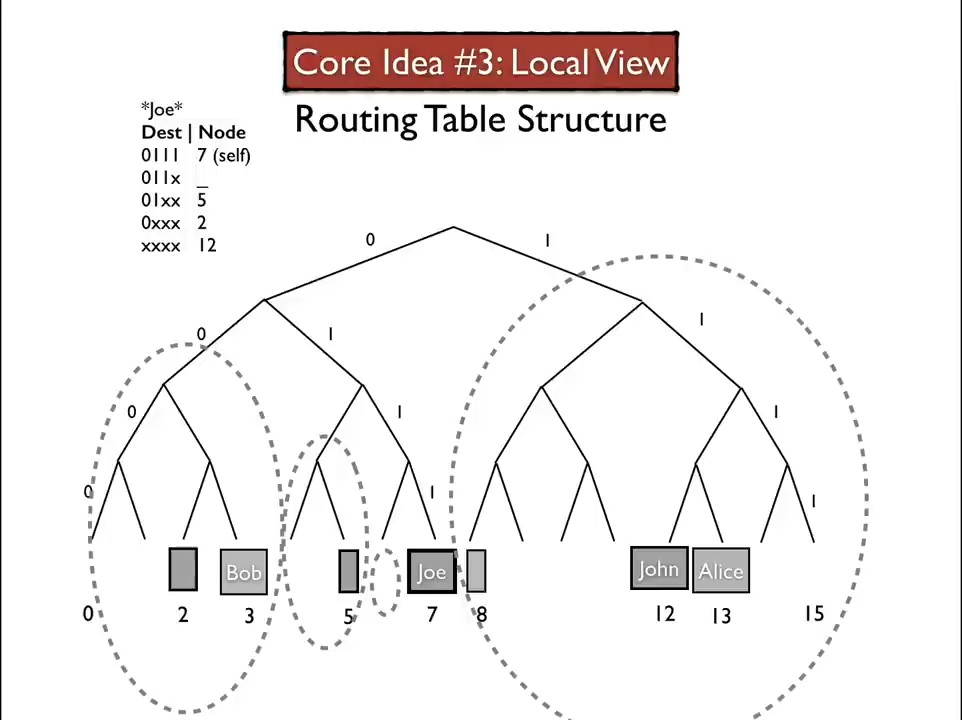 Core Idea #3: Local View
Routing Table Structure
*Joe*
Dest | Node
0111 7 (self)
011x _
01xx 5
0xxx 2
xxxx 12
0 1
0 1 1
0 1 1
0 1 1
Bob Joe John Alice
0 2 3 5 7 8 12 13 15